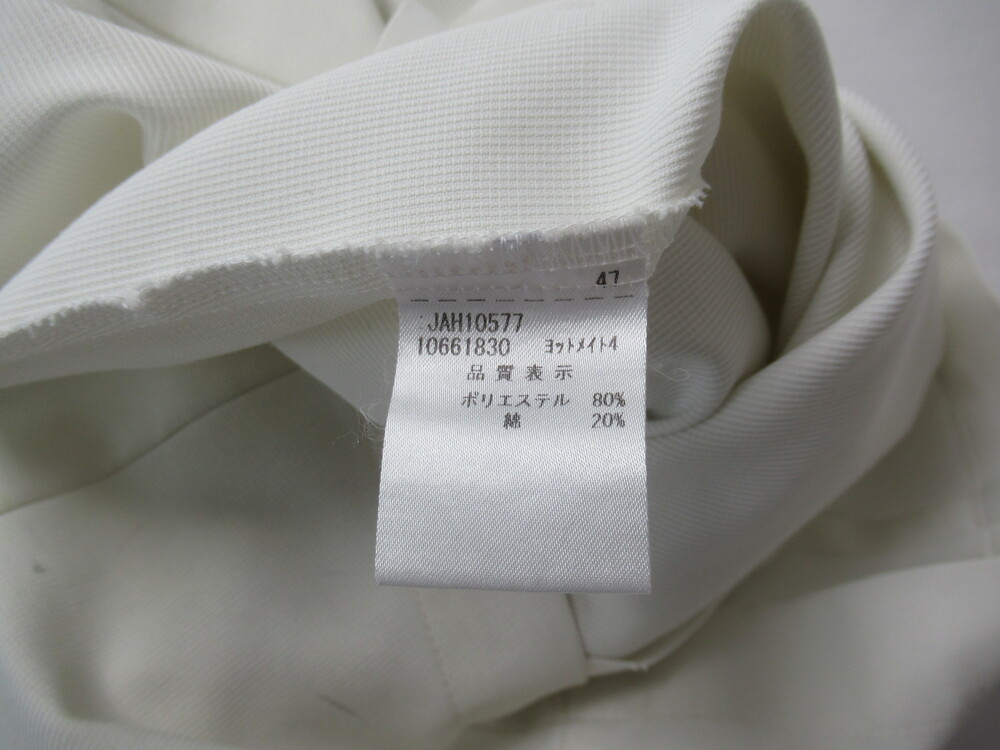 47
JAH10577
10661830 ヨットメイト4
品質表示
ポリエステル 80%
綿 20%